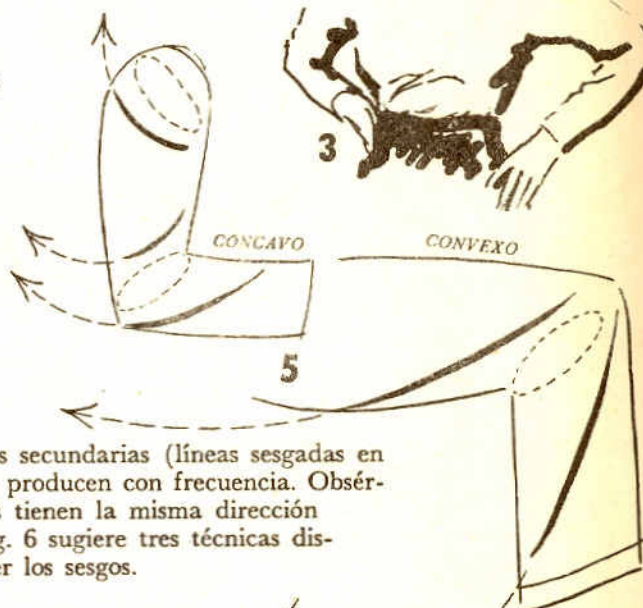 3
CONCAVO
CONVEXO
5
s secundarias (líneas sesgadas en
producen con frecuencia. Obsér-
s tienen la misma dirección
g. 6 sugiere tres técnicas dis-
er los sesgos.